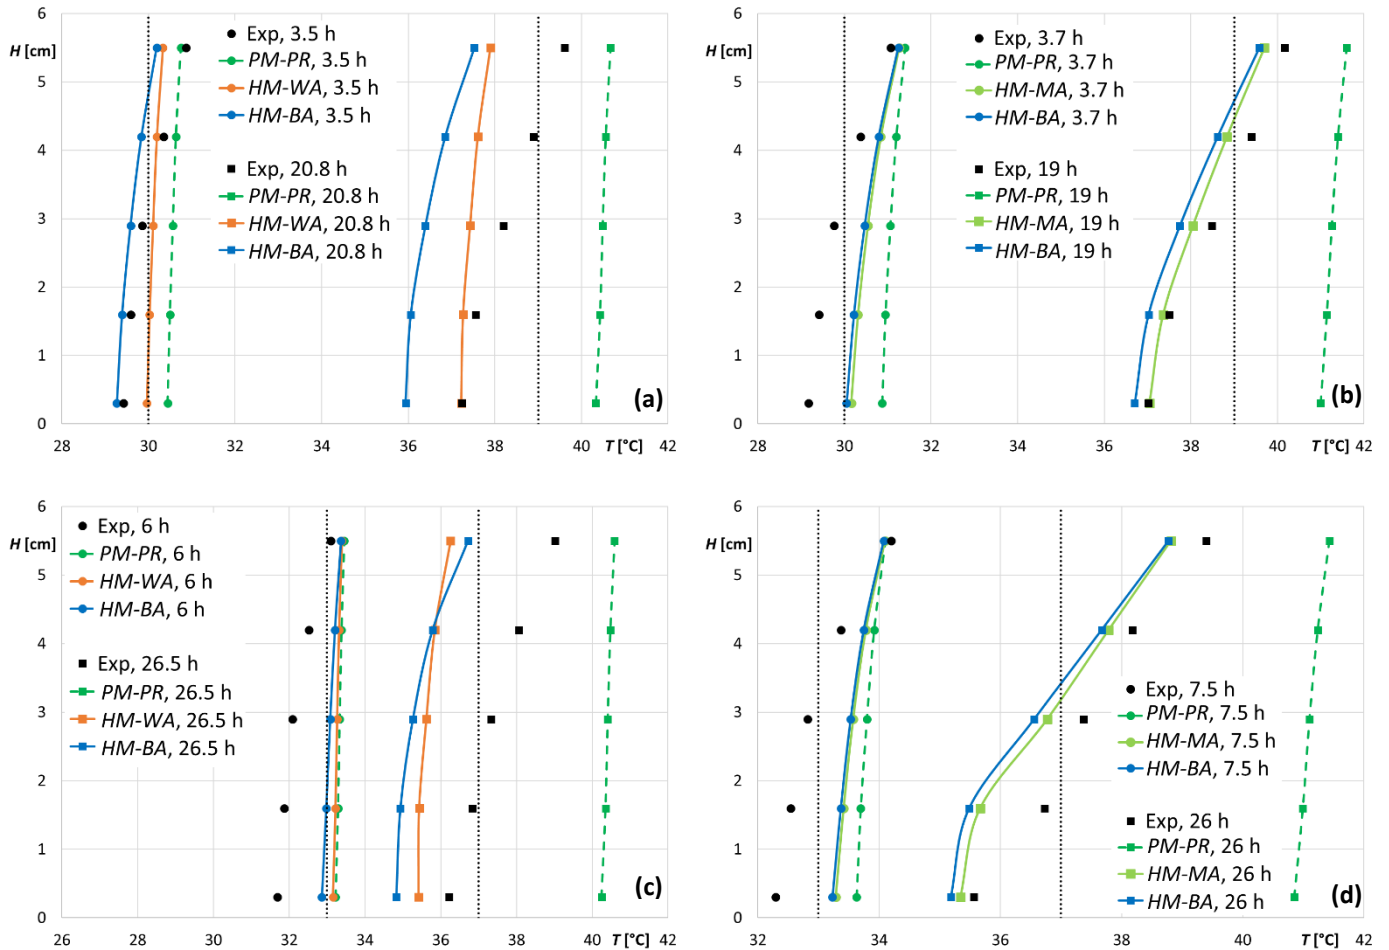 6
H [cm]
5
4
3
2
1
0
Exp, 3.5 h
PM-PR, 3.5 h
HM-WA, 3.5 h
HM-BA, 3.5 h
Exp, 20.8 h
PM-PR, 20.8 h
HM-WA, 20.8 h
HM-BA, 20.8 h
(a)
28 30 32 34 36 38 40 T [°C] 42
6
H [cm]
5
4
3
2
1
0
Exp, 3.7 h
PM-PR, 3.7 h
HM-MA, 3.7 h
HM-BA, 3.7 h
Exp, 19 h
PM-PR, 19 h
HM-MA, 19 h
HM-BA, 19 h
(b)
28 30 32 34 36 38 40 T [°C] 42
6
H [cm]
5
4
3
2
1
0
Exp, 6 h
PM-PR, 6 h
HM-WA, 6 h
HM-BA, 6 h
Exp, 26.5 h
PM-PR, 26.5 h
HM-WA, 26.5 h
HM-BA, 26.5 h
(c)
26 28 30 32 34 36 38 40 T [°C] 42
6
H [cm]
5
4
3
2
1
0
Exp, 7.5 h
PM-PR, 7.5 h
HM-MA, 7.5 h
HM-BA, 7.5 h
Exp, 26 h
PM-PR, 26 h
HM-MA, 26 h
HM-BA, 26 h
(d)
32 34 36 38 40 T [°C] 42